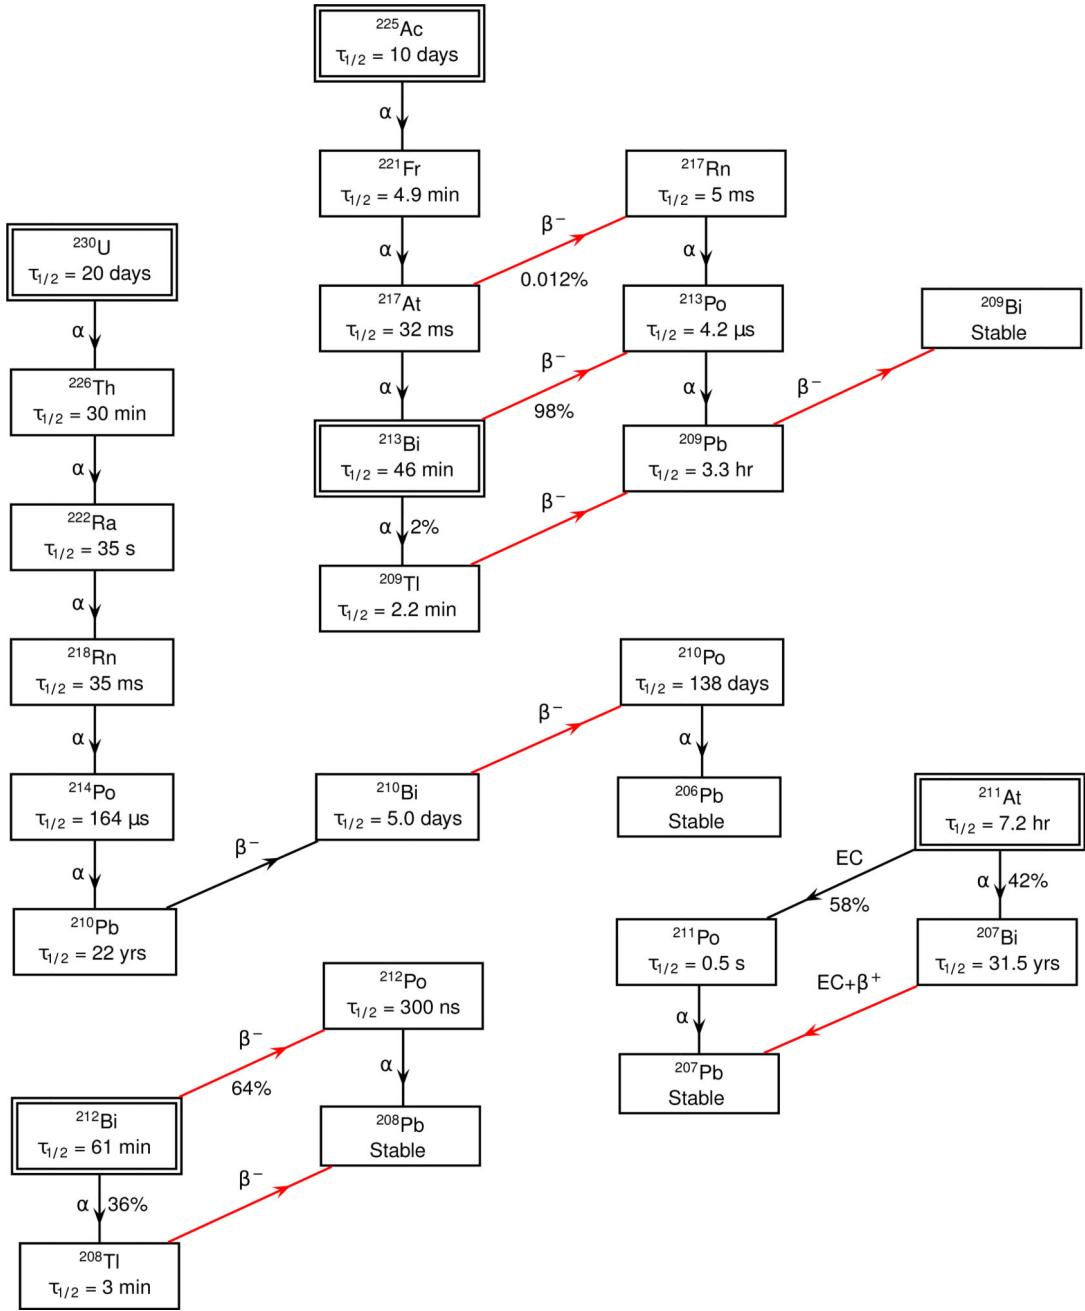 ²²⁵Ac
τ₁/₂ = 10 days
α
²²¹Fr
τ₁/₂ = 4.9 min
²¹⁷Rn
τ₁/₂ = 5 ms
β⁻
α
α
0.012%
²³⁰U
τ₁/₂ = 20 days
²¹⁷At
τ₁/₂ = 32 ms
²¹³Po
τ₁/₂ = 4.2 µs
²⁰⁹Bi
Stable
α
β⁻
α
α
β⁻
98%
²²⁶Th
τ₁/₂ = 30 min
²¹³Bi
τ₁/₂ = 46 min
²⁰⁹Pb
τ₁/₂ = 3.3 hr
α
β⁻
α 2%
²²²Ra
τ₁/₂ = 35 s
²⁰⁹Tl
τ₁/₂ = 2.2 min
α
²¹⁸Rn
τ₁/₂ = 35 ms
²¹⁰Po
τ₁/₂ = 138 days
β⁻
α
α
²¹⁴Po
τ₁/₂ = 164 µs
²¹⁰Bi
τ₁/₂ = 5.0 days
²⁰⁶Pb
Stable
²¹¹At
τ₁/₂ = 7.2 hr
α
β⁻
EC
58%
α 42%
²¹⁰Pb
τ₁/₂ = 22 yrs
²¹¹Po
τ₁/₂ = 0.5 s
²⁰⁷Bi
τ₁/₂ = 31.5 yrs
EC+β⁺
α
²⁰⁷Pb
Stable
²¹²Po
τ₁/₂ = 300 ns
β⁻
64%
α
²¹²Bi
τ₁/₂ = 61 min
²⁰⁸Pb
Stable
β⁻
α 36%
²⁰⁸Tl
τ₁/₂ = 3 min